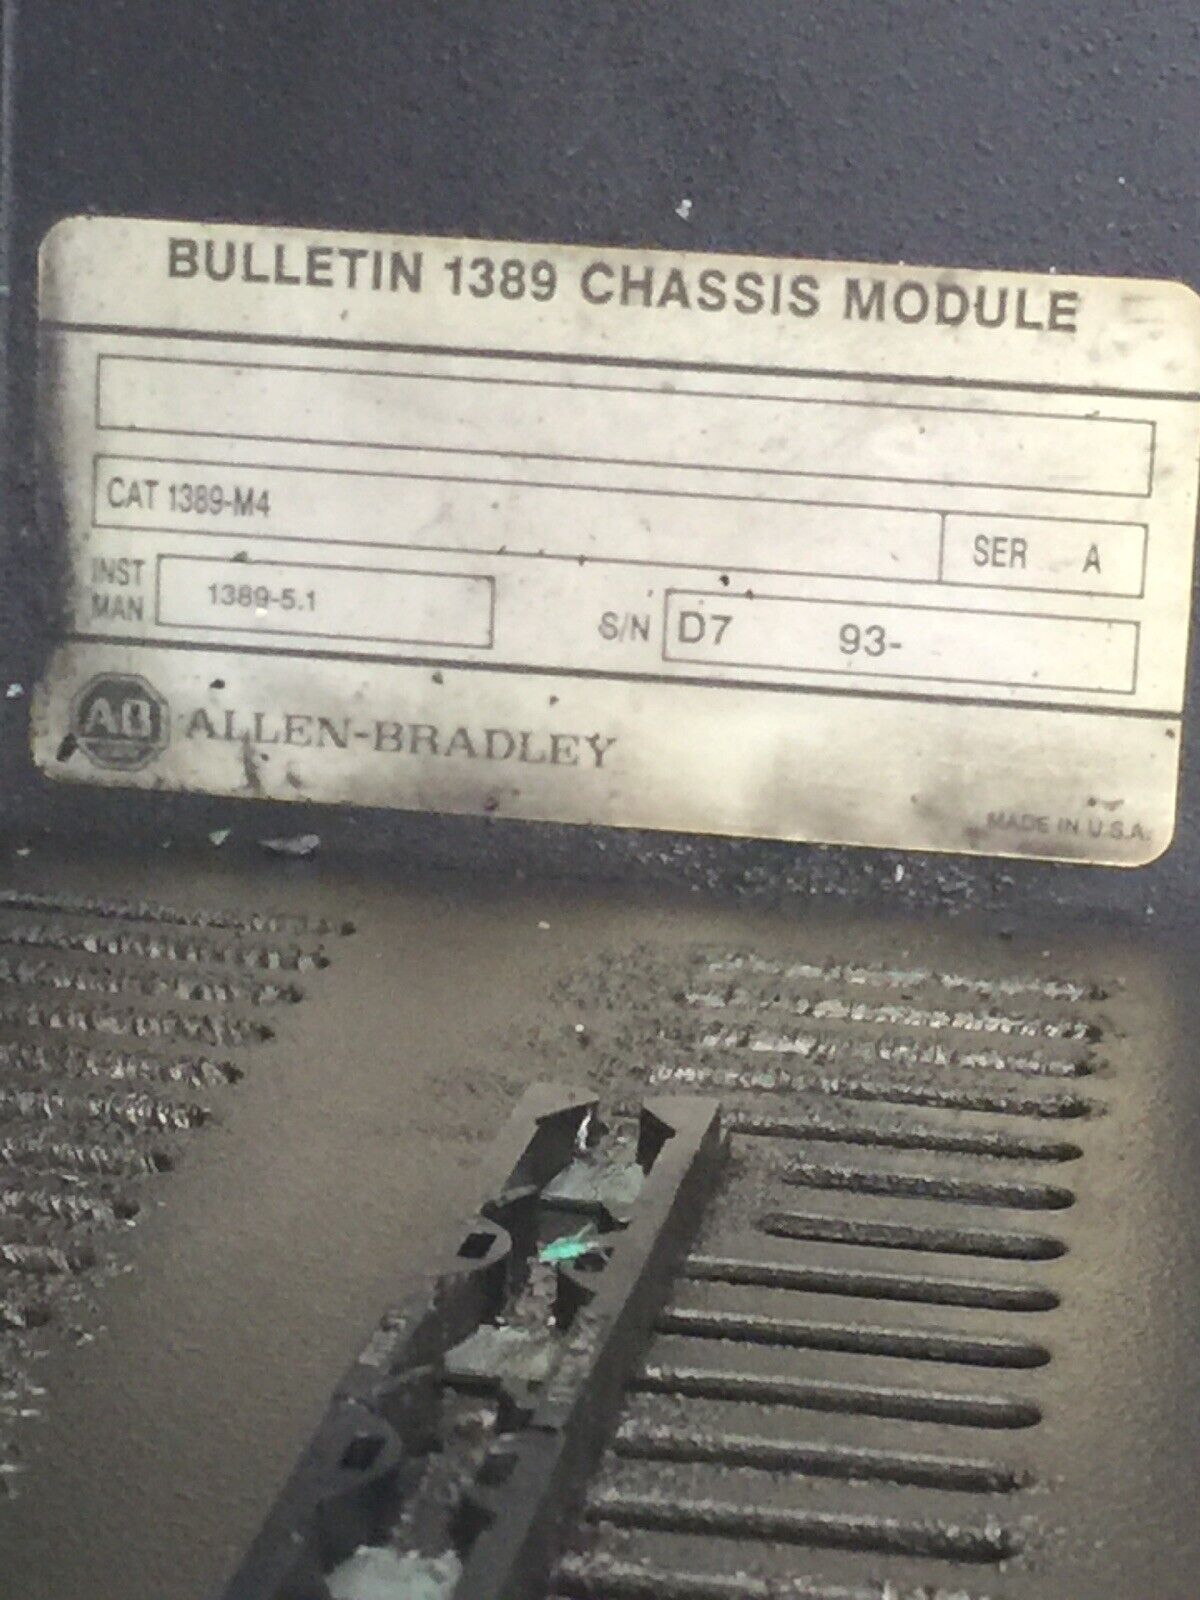 BULLETIN 1389 CHASSIS MODULE
CAT 1389-M4
SER A
INST
MAN
1389-5.1
S/N D7 93-
AB ALLEN-BRADLEY
MADE IN U.S.A.